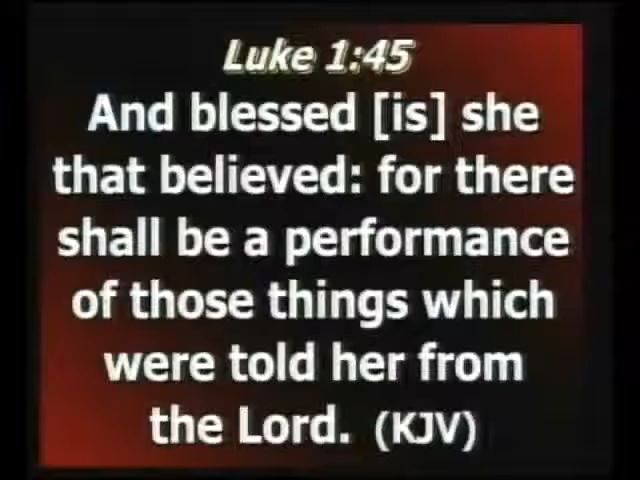 Luke 1:45
And blessed [is] she
that believed: for there
shall be a performance
of those things which
were told her from
the Lord. (KJV)